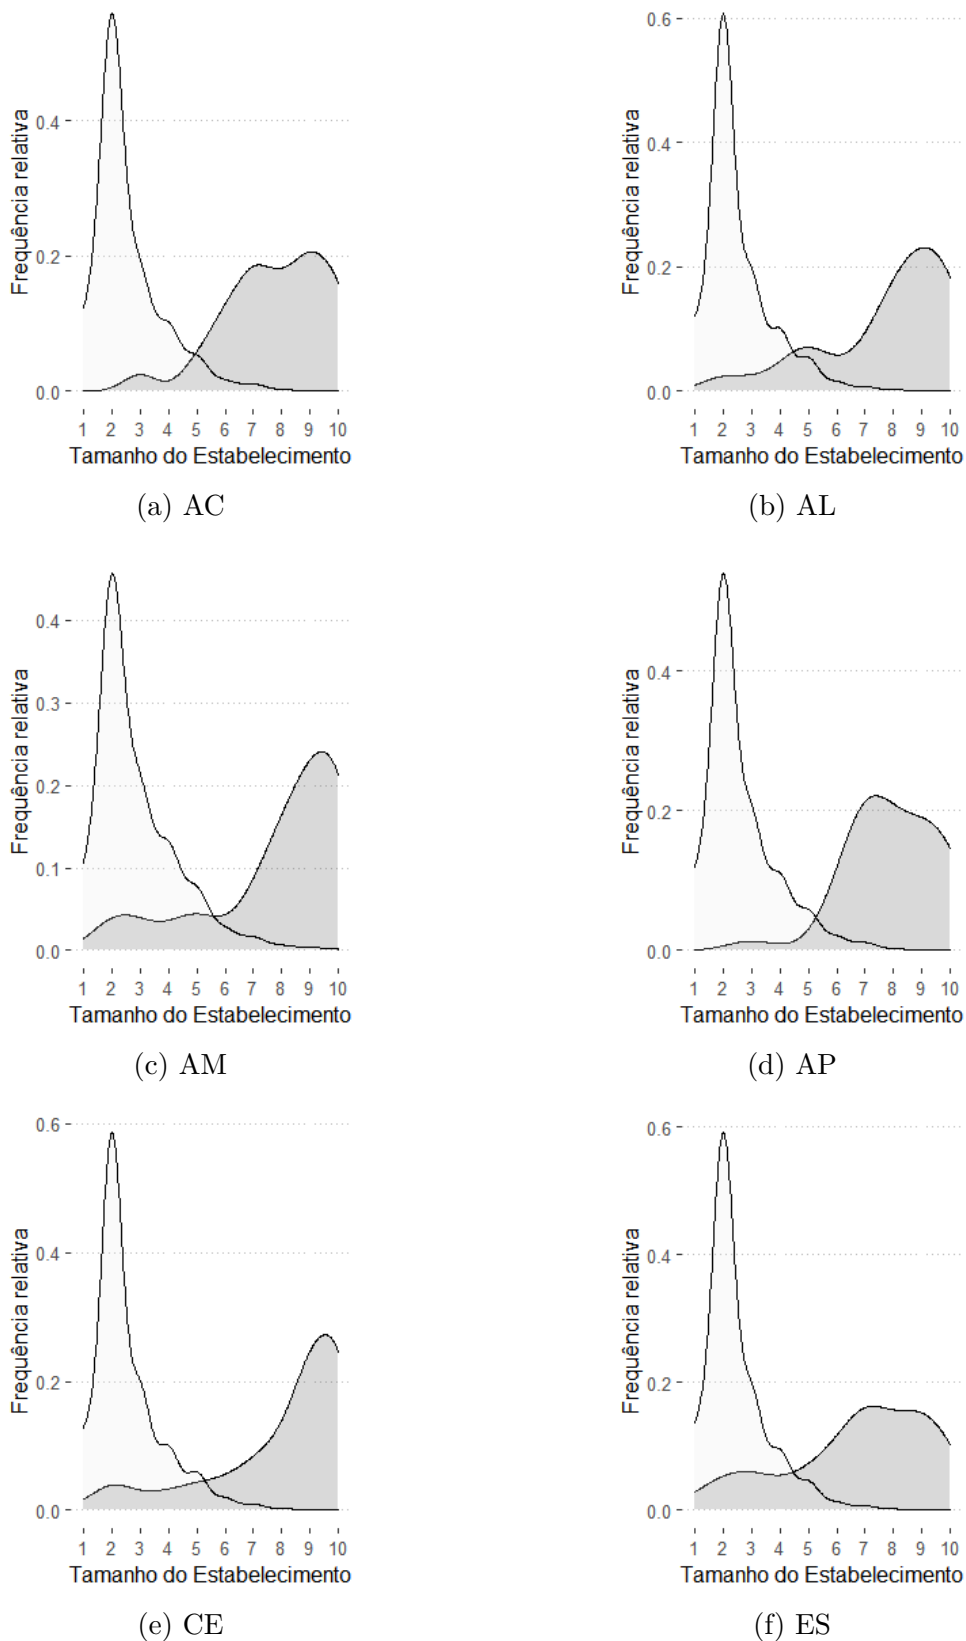 Frequência relativa
0.4
0.2
0.0
1 2 3 4 5 6 7 8 9 10
Tamanho do Estabelecimento
(a) AC
Frequência relativa
0.6
0.4
0.2
0.0
1 2 3 4 5 6 7 8 9 10
Tamanho do Estabelecimento
(b) AL
Frequência relativa
0.4
0.3
0.2
0.1
0.0
1 2 3 4 5 6 7 8 9 10
Tamanho do Estabelecimento
(c) AM
Frequência relativa
0.4
0.2
0.0
1 2 3 4 5 6 7 8 9 10
Tamanho do Estabelecimento
(d) AP
Frequência relativa
0.6
0.4
0.2
0.0
1 2 3 4 5 6 7 8 9 10
Tamanho do Estabelecimento
(e) CE
Frequência relativa
0.6
0.4
0.2
0.0
1 2 3 4 5 6 7 8 9 10
Tamanho do Estabelecimento
(f) ES